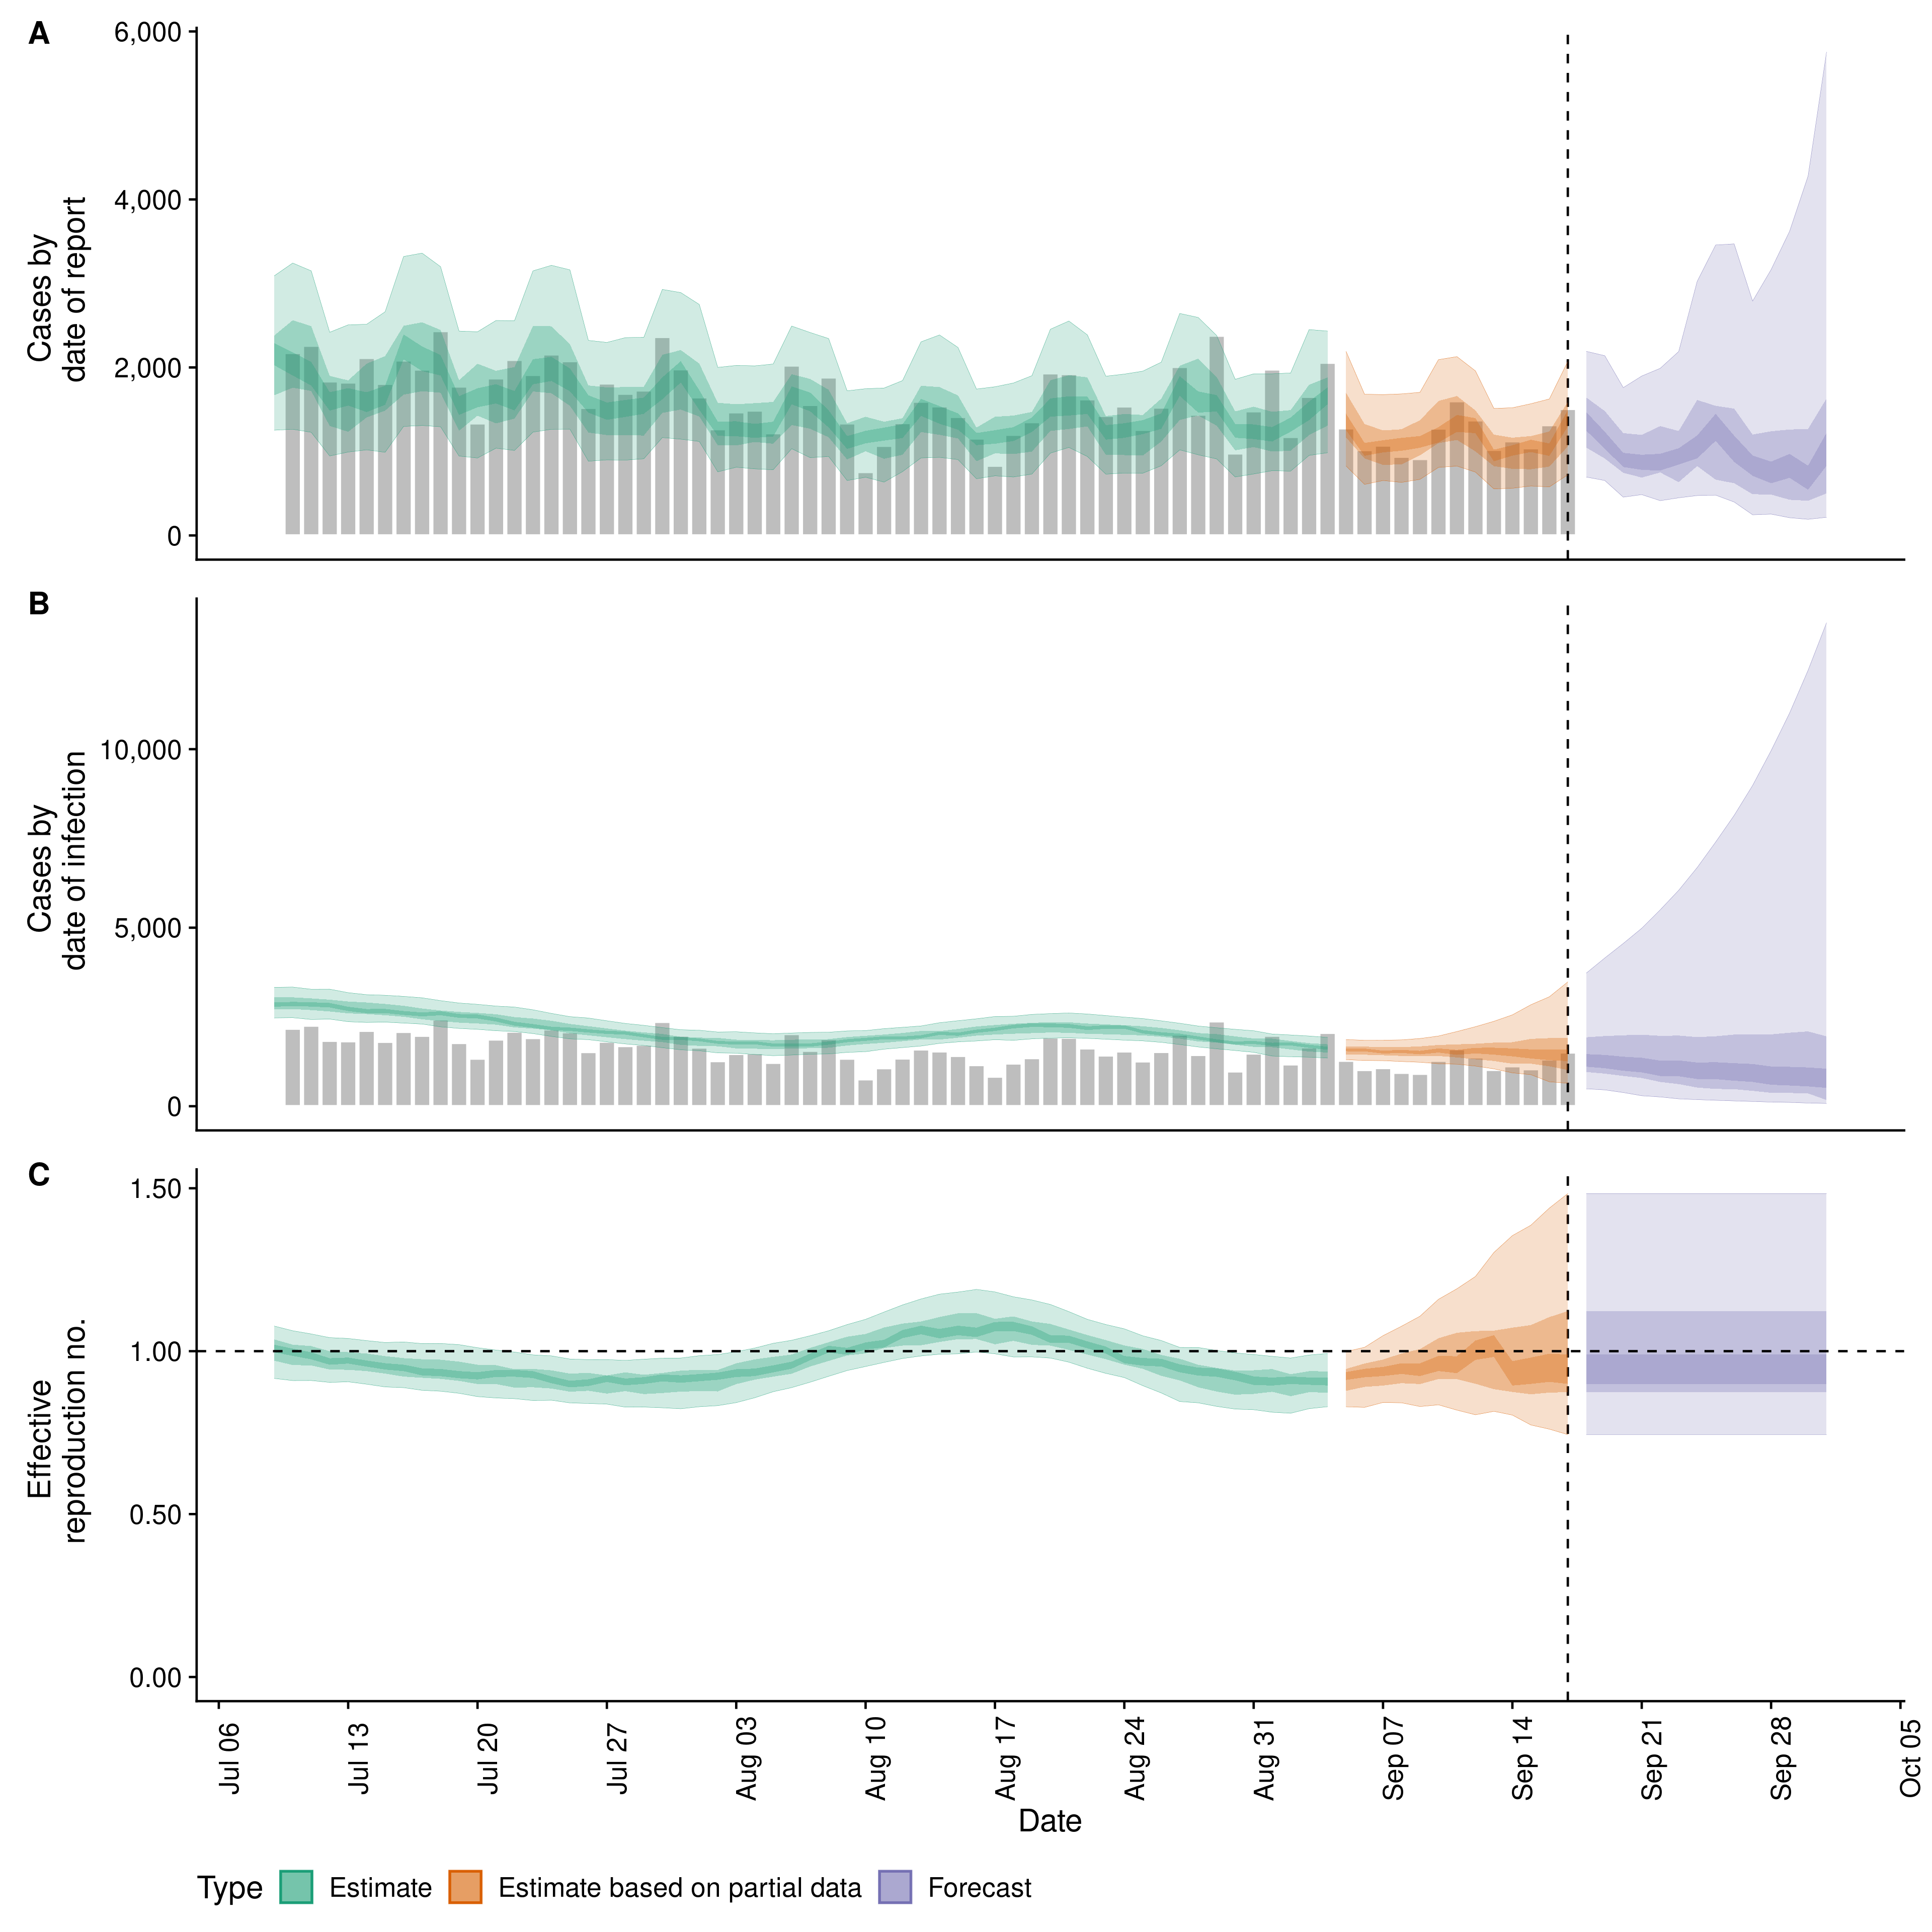 A
Cases by
date of report
6,000
4,000
2,000
0
B
Cases by
date of infection
10,000
5,000
0
C
Effective
reproduction no.
1.50
1.00
0.50
0.00
Jul 06
Jul 13
Jul 20
Jul 27
Aug 03
Aug 10
Aug 17
Aug 24
Aug 31
Sep 07
Sep 14
Sep 21
Sep 28
Oct 05
Date
Type Estimate Estimate based on partial data Forecast